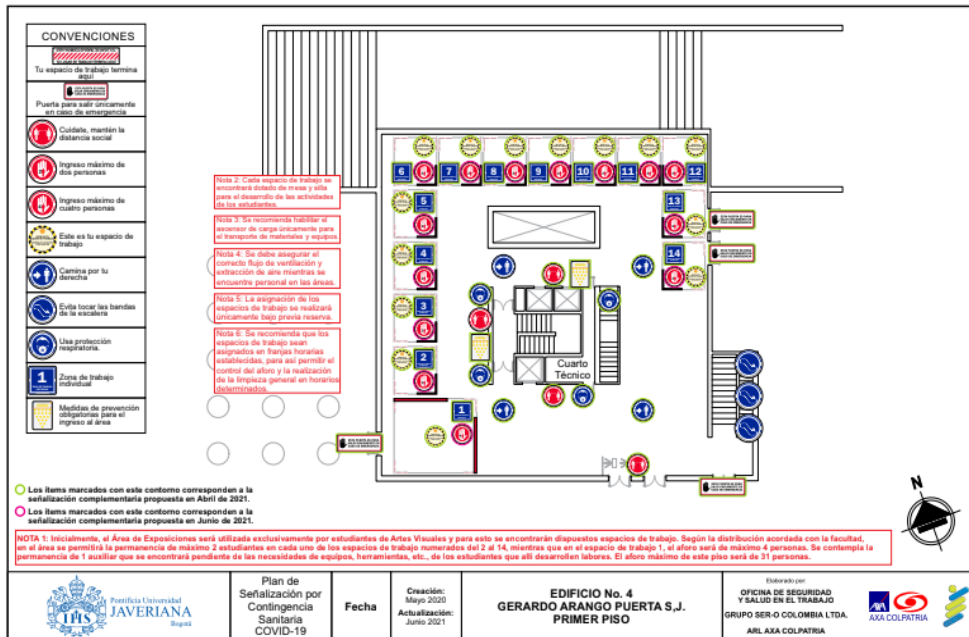 CONVENCIONES
Tu espacio de trabajo termina
aquí
Puerta para salir únicamente
en caso de emergencia
Cuídate, mantén la
distancia social
Ingreso máximo de
dos personas
Ingreso máximo de
cuatro personas
Este es tu espacio de
trabajo
Camina por tu
derecha
Evita tocar las bandas
de la escalera
Usa protección
respiratoria.
1
Zona de trabajo
individual
Medidas de prevención
obligatorias para el
ingreso al área
Nota 2: Cada espacio de trabajo se
encontrará dotado de mesa y silla
para el desarrollo de las actividades
de los estudiantes.
Nota 3: Se recomienda habilitar el
ascensor de carga únicamente para
el transporte de materiales y equipos.
Nota 4: Se debe asegurar el
correcto flujo de ventilación y
extracción de aire mientras se
encuentre personal en las áreas.
Nota 5: La asignación de los
espacios de trabajo se realizará
únicamente bajo previa reserva.
Nota 6: Se recomienda que los
espacios de trabajo sean
asignados en franjas horarias
establecidas, para así permitir el
control del aforo y la realización
de la limpieza general en horarios
determinados.
6
7
8
9
10
11
12
5
13
4
14
3
2
1
Cuarto
Técnico
N
Los ítems marcados con este contorno corresponden a la
señalización complementaria propuesta en Abril de 2021.
Los ítems marcados con este contorno corresponden a la
señalización complementaria propuesta en Junio de 2021.
NOTA 1: Inicialmente, el Área de Exposiciones será utilizada exclusivamente por estudiantes de Artes Visuales y para esto se encontrarán dispuestos espacios de trabajo. Según la distribución acordada con la facultad,
en el área se permitirá la permanencia de máximo 2 estudiantes en cada uno de los espacios de trabajo numerados del 2 al 14, mientras que en el espacio de trabajo 1, el aforo será de máximo 4 personas. Se contempla la
permanencia de 1 auxiliar que se encontrará pendiente de las necesidades de equipos, herramientas, etc., de los estudiantes que allí desarrollen labores. El aforo máximo de este piso será de 31 personas.
IHS
Pontificia Universidad
JAVERIANA
Bogotá
Plan de
Señalización por
Contingencia
Sanitaria
COVID-19
Fecha
Creación:
Mayo 2020
Actualización:
Junio 2021
EDIFICIO No. 4
GERARDO ARANGO PUERTA S,J.
PRIMER PISO
Elaborado por:
OFICINA DE SEGURIDAD
Y SALUD EN EL TRABAJO
GRUPO SER-O COLOMBIA LTDA.
ARL AXA COLPATRIA
AXA COLPATRIA